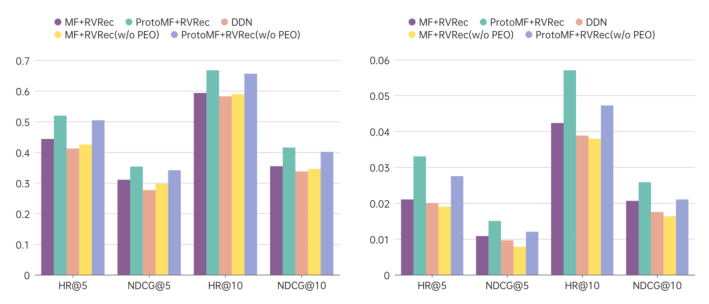 MF+RVRec ProtoMF+RVRec DDN
MF+RVRec(w/o PEO) ProtoMF+RVRec(w/o PEO)
0.7
0.6
0.5
0.4
0.3
0.2
0.1
0
HR@5 NDCG@5 HR@10 NDCG@10
MF+RVRec ProtoMF+RVRec DDN
MF+RVRec(w/o PEO) ProtoMF+RVRec(w/o PEO)
0.06
0.05
0.04
0.03
0.02
0.01
0
HR@5 NDCG@5 HR@10 NDCG@10